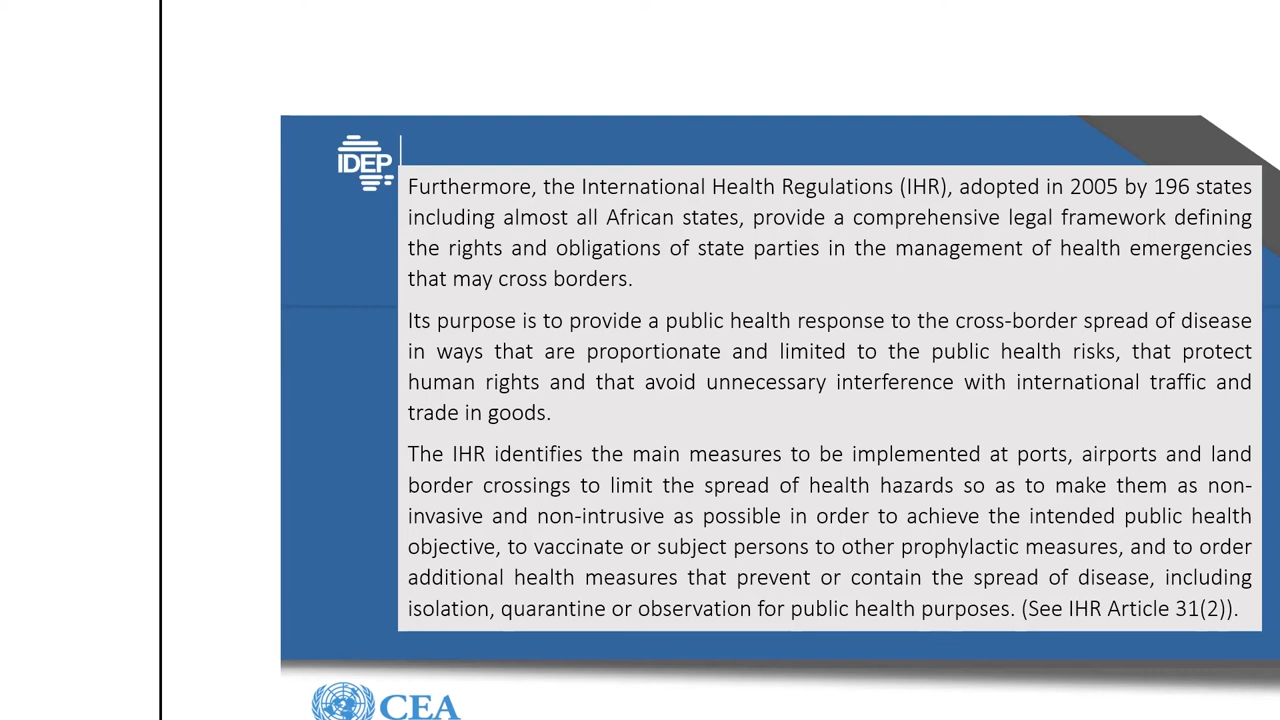 IDEP
Furthermore, the International Health Regulations (IHR), adopted in 2005 by 196 states
including almost all African states, provide a comprehensive legal framework defining
the rights and obligations of state parties in the management of health emergencies
that may cross borders.
Its purpose is to provide a public health response to the cross-border spread of disease
in ways that are proportionate and limited to the public health risks, that protect
human rights and that avoid unnecessary interference with international traffic and
trade in goods.
The IHR identifies the main measures to be implemented at ports, airports and land
border crossings to limit the spread of health hazards so as to make them as non-
invasive and non-intrusive as possible in order to achieve the intended public health
objective, to vaccinate or subject persons to other prophylactic measures, and to order
additional health measures that prevent or contain the spread of disease, including
isolation, quarantine or observation for public health purposes. (See IHR Article 31(2)).
CEA